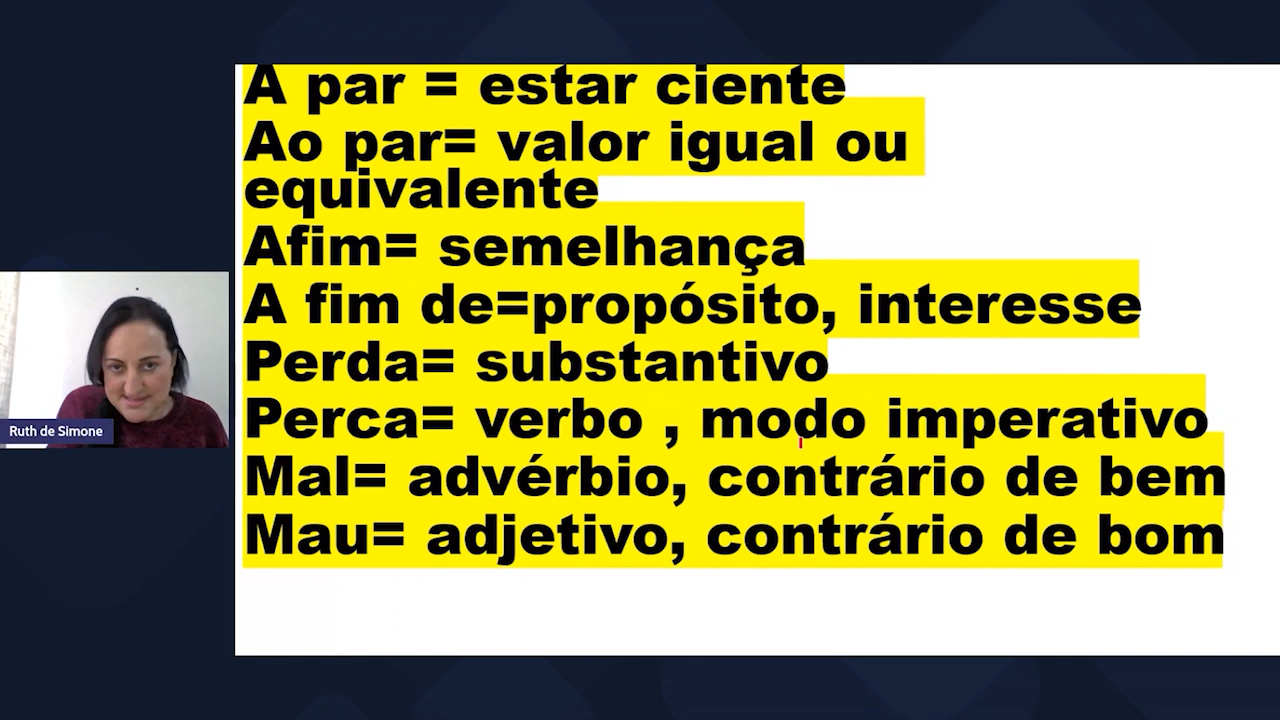 A par = estar ciente
Ao par= valor igual ou
equivalente
Afim= semelhança
A fim de=propósito, interesse
Perda= substantivo
Perca= verbo , modo imperativo
Mal= advérbio, contrário de bem
Mau= adjetivo, contrário de bom
Ruth de Simone